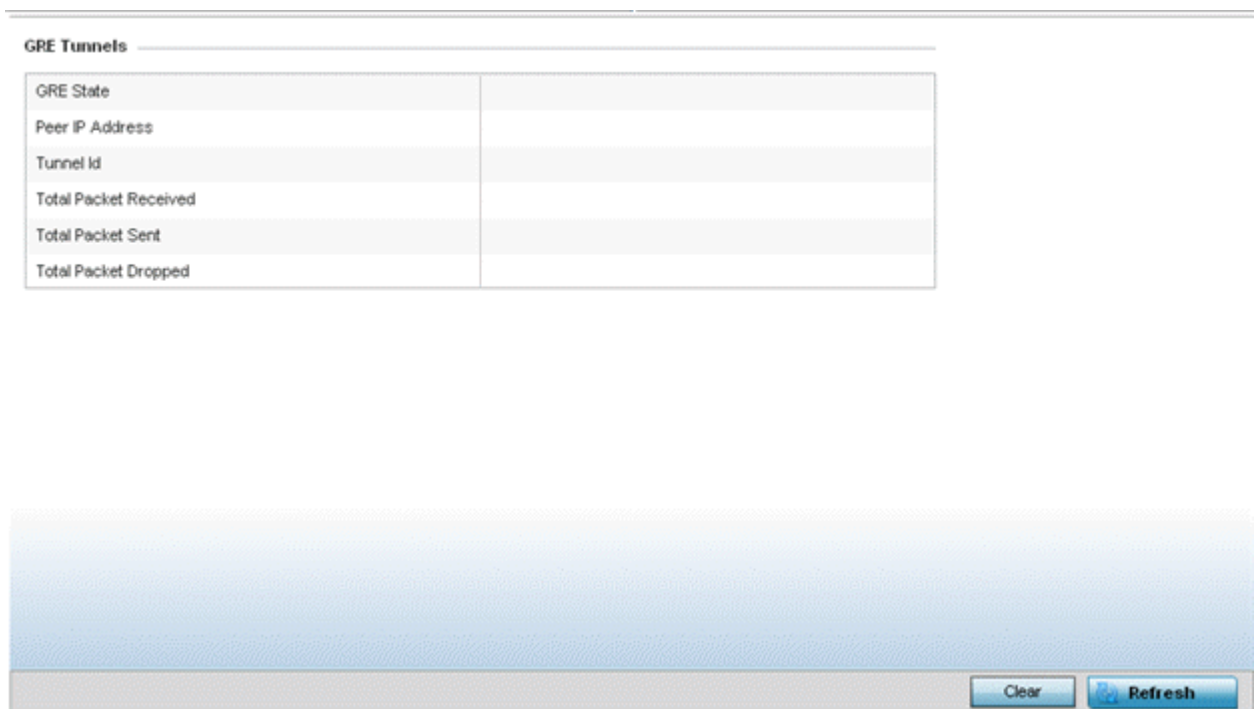 GRE Tunnels
GRE State
Peer IP Address
Tunnel Id
Total Packet Received
Total Packet Sent
Total Packet Dropped
Clear
Refresh